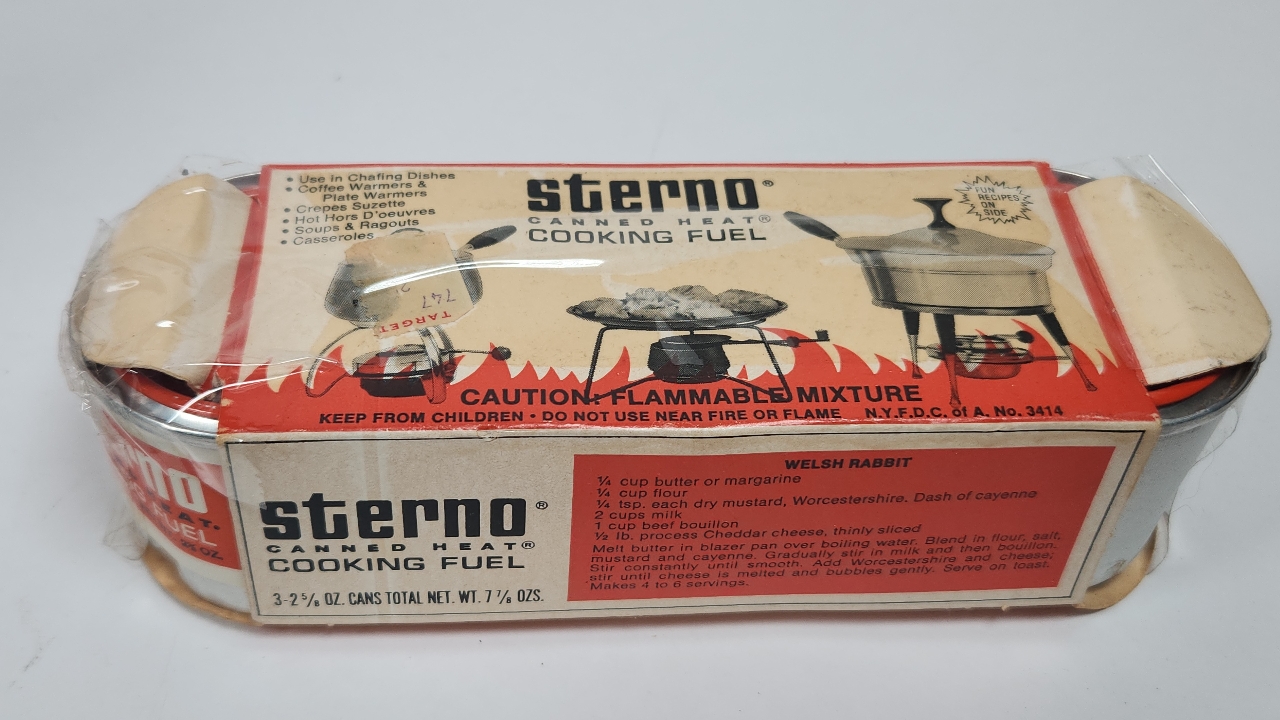 • Use in Chafing Dishes
• Coffee Warmers &
Plate Warmers
• Crepes Suzette
• Hot Hors D'oeuvres
• Soups & Ragouts
• Casseroles
sterno®
CANNED HEAT®
COOKING FUEL
FUN
RECIPES
ON
SIDE
747
TARGET
CAUTION: FLAMMABLE MIXTURE
KEEP FROM CHILDREN • DO NOT USE NEAR FIRE OR FLAME N.Y.F.D.C. of A. No. 3414
FUEL
OZ.
sterno®
CANNED HEAT®
COOKING FUEL
3-2 5/8 OZ. CANS TOTAL NET. WT. 7 7/8 OZS.
WELSH RABBIT
¼ cup butter or margarine
¼ cup flour
¼ tsp. each dry mustard, Worcestershire. Dash of cayenne
2 cups milk
1 cup beef bouillon
½ lb. process Cheddar cheese, thinly sliced
Melt butter in blazer pan over boiling water. Blend in flour, salt,
mustard and cayenne. Gradually stir in milk and then bouillon.
Stir constantly until smooth. Add Worcestershire and cheese,
stir until cheese is melted and bubbles gently. Serve on toast.
Makes 4 to 6 servings.